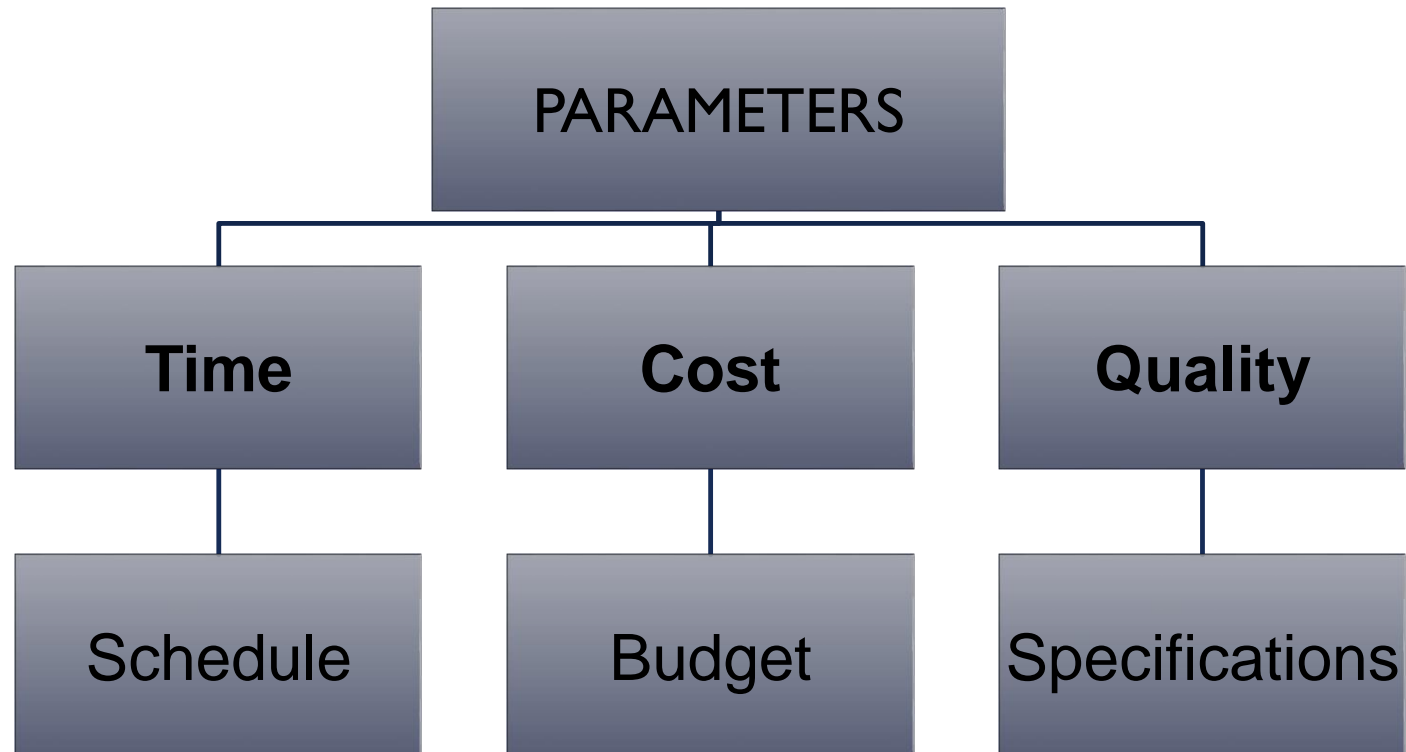 PARAMETERS
Time
Cost
Quality
Schedule
Budget
Specifications